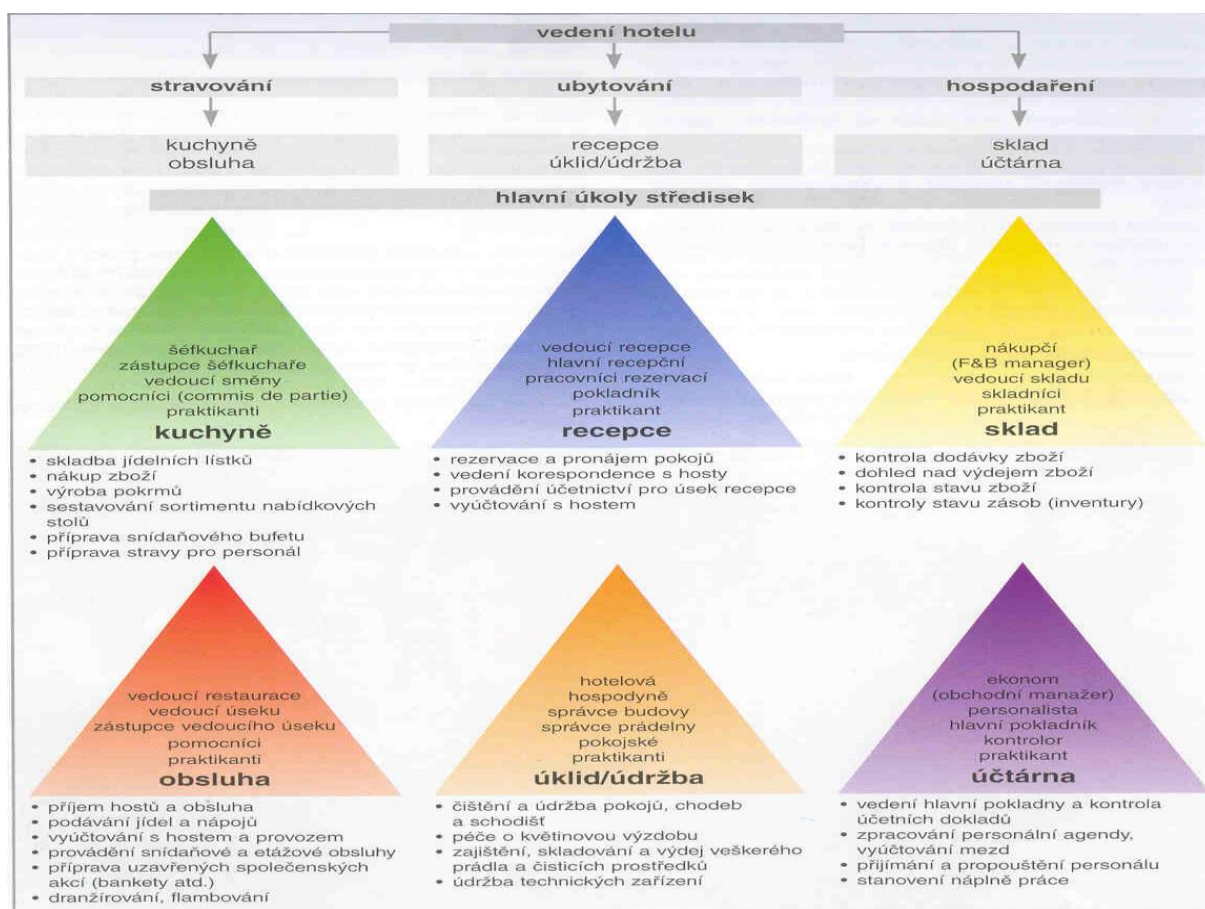 vedení hotelu
stravování
ubytování
hospodaření
kuchyně
obsluha
recepce
úklid/údržba
sklad
účtárna
hlavní úkoly středisek
šéfkuchař
zástupce šéfkuchaře
vedoucí směny
pomocníci (commis de partie)
praktikanti
kuchyně
• skladba jídelních lístků
• nákup zboží
• výroba pokrmů
• sestavování sortimentu nabídkových
stolů
• příprava snídaňového bufetu
• příprava stravy pro personál
vedoucí recepce
hlavní recepční
pracovníci rezervací
pokladník
praktikant
recepce
• rezervace a pronájem pokojů
• vedení korespondence s hosty
• provádění účetnictví pro úsek recepce
• vyúčtování s hostem
nákupčí
(F&B manager)
vedoucí skladu
skladníci
praktikant
sklad
• kontrola dodávky zboží
• dohled nad výdejem zboží
• kontrola stavu zboží
• kontroly stavu zásob (inventury)
vedoucí restaurace
vedoucí úseku
zástupce vedoucího úseku
pomocníci
praktikanti
obsluha
• příjem hostů a obsluha
• podávání jídel a nápojů
• vyúčtování s hostem a provozem
• provádění snídaňové a etážové obsluhy
• příprava uzavřených společenských
akcí (bankety atd.)
• dranžírování, flambování
hotelová
hospodyně
správce budovy
správce prádelny
pokojské
praktikanti
úklid/údržba
• čištění a údržba pokojů, chodeb
a schodišť
• péče o květinovou výzdobu
• zajištění, skladování a výdej veškerého
prádla a čisticích prostředků
• údržba technických zařízení
ekonom
(obchodní manažer)
personalista
hlavní pokladník
kontrolor
praktikant
účtárna
• vedení hlavní pokladny a kontrola
účetních dokladů
• zpracování personální agendy,
vyúčtování mezd
• přijímání a propouštění personálu
• stanovení náplně práce